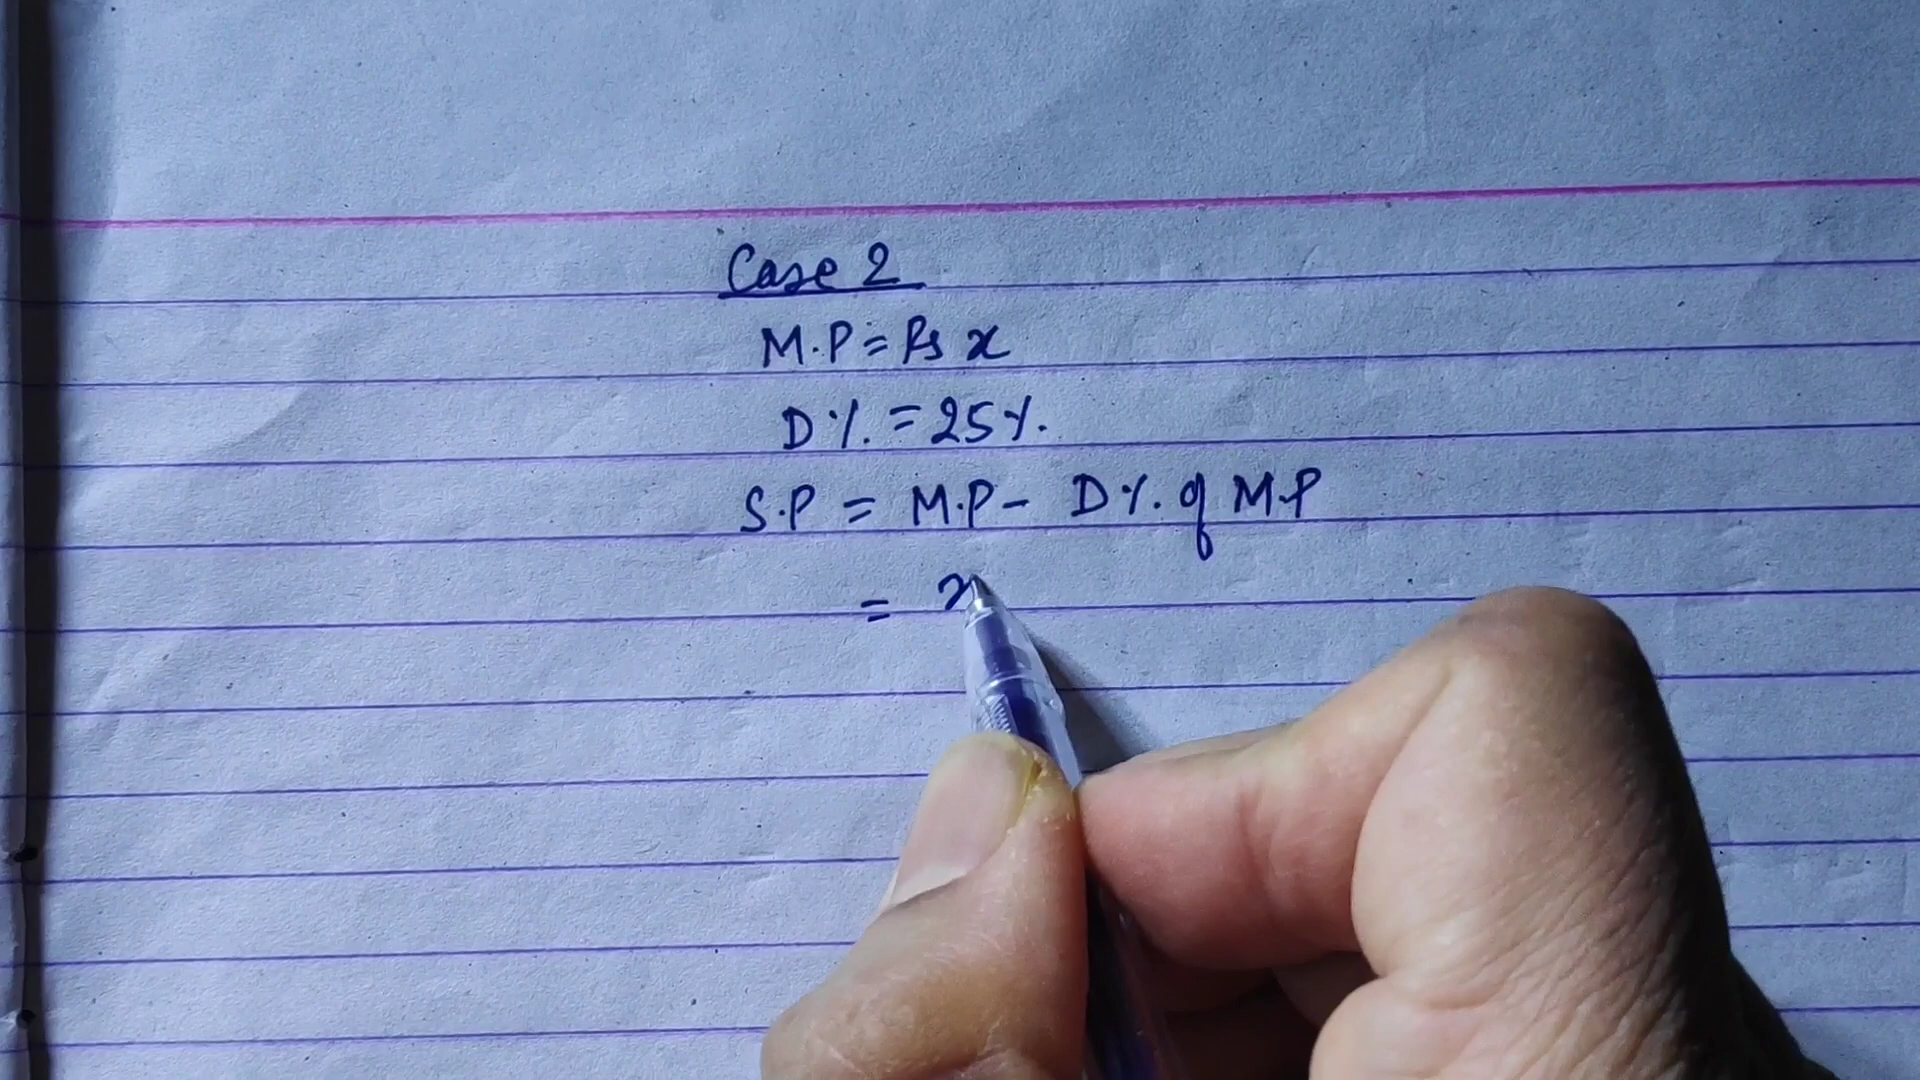 Case 2
M.P = Rs x
D%. = 25%.
S.P = M.P - D%. of M.P
= x